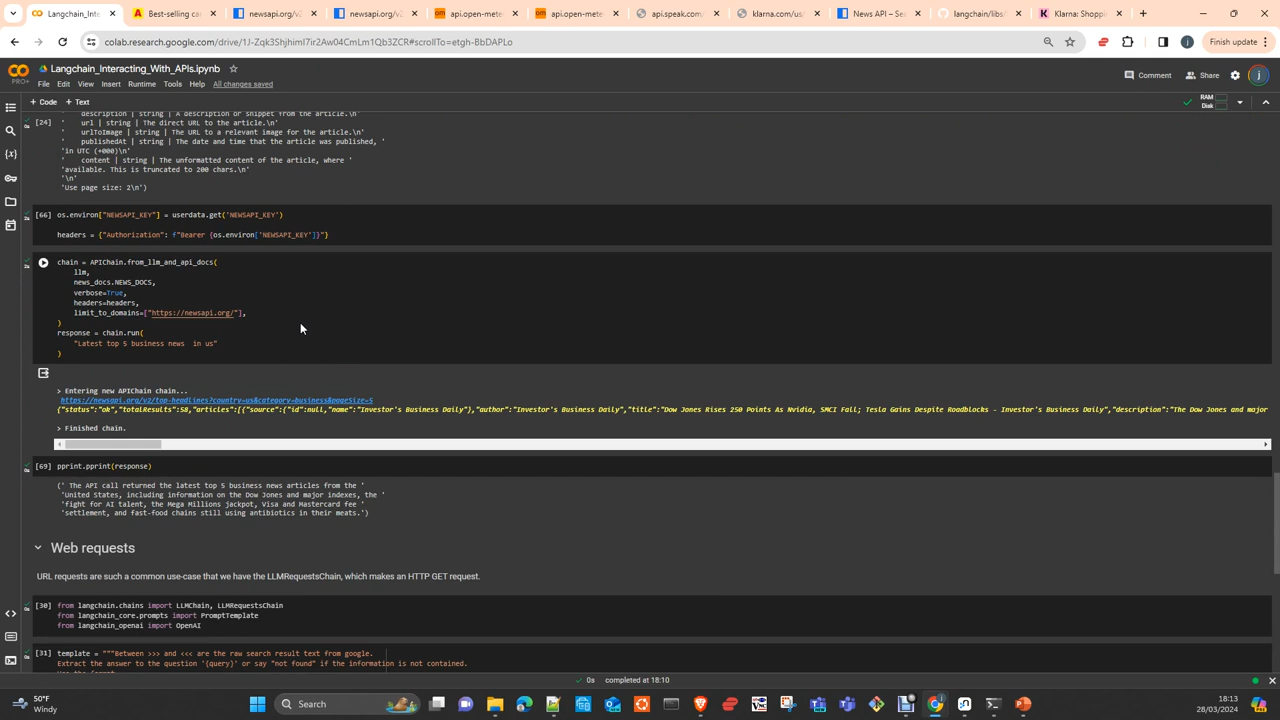 Langchain_Interacting_With_APIs
Best-selling ca
newsapi.org/v2
newsapi.org/v2
api.open-mete
api.open-mete
api.speak.com/
klarna.com/us/
News API – Sea
langchain/libs/
Klarna: Shoppi
colab.research.google.com/drive/
Finish update
PRO+
Langchain_Interacting_With_APIs.ipynb
File Edit View Insert Runtime Tools Help All changes saved
Comment Share
+ Code + Text
RAM
Disk
' description | string | A description or snippet from the article.\n'
[24] ' url | string | The direct URL to the article.\n'
' urlToImage | string | The URL to a relevant image for the article.\n'
' publishedAt | string | The date and time that the article was published, '
'in UTC (+000)\n'
' content | string | The unformatted content of the article, where '
'available. This is truncated to 200 chars.\n'
'\n'
'Use page size: 2\n')
[66] os.environ["NEWSAPI_KEY"] = userdata.get('NEWSAPI_KEY')
headers = {"Authorization": f"Bearer {os.environ['NEWSAPI_KEY']}"}
chain = APIChain.from_llm_and_api_docs(
llm,
news_docs.NEWS_DOCS,
verbose=True,
headers=headers,
limit_to_domains=["https://newsapi.org/"],
)
response = chain.run(
"Latest top 5 business news in us"
)
> Entering new APIChain chain...
https://newsapi.org/v2/top-headlines?country=us&category=business&pageSize=5
{"status":"ok","totalResults":58,"articles":[{"source":{"id":null,"name":"Investor's Business Daily"},"author":"Investor's Business Daily","title":"Dow Jones Rises 250 Points As Nvidia, SMCI Fall; Tesla Gains Despite Roadblocks - Investor's Business Daily","description":"The Dow Jones and major
> Finished chain.
[69] pprint.pprint(response)
(' The API call returned the latest top 5 business news articles from the '
'United States, including information on the Dow Jones and major indexes, the '
'fight for AI talent, the Mega Millions jackpot, Visa and Mastercard fee '
'settlement, and fast-food chains still using antibiotics in their meats.')
Web requests
URL requests are such a common use-case that we have the LLMRequestsChain, which makes an HTTP GET request.
[30] from langchain.chains import LLMChain, LLMRequestsChain
from langchain_core.prompts import PromptTemplate
from langchain_openai import OpenAI
[31] template = """Between >>> and <<< are the raw search result text from google.
Extract the answer to the question '{query}' or say "not found" if the information is not contained.
0s completed at 18:10
50°F
Windy
Search
18:13
28/03/2024